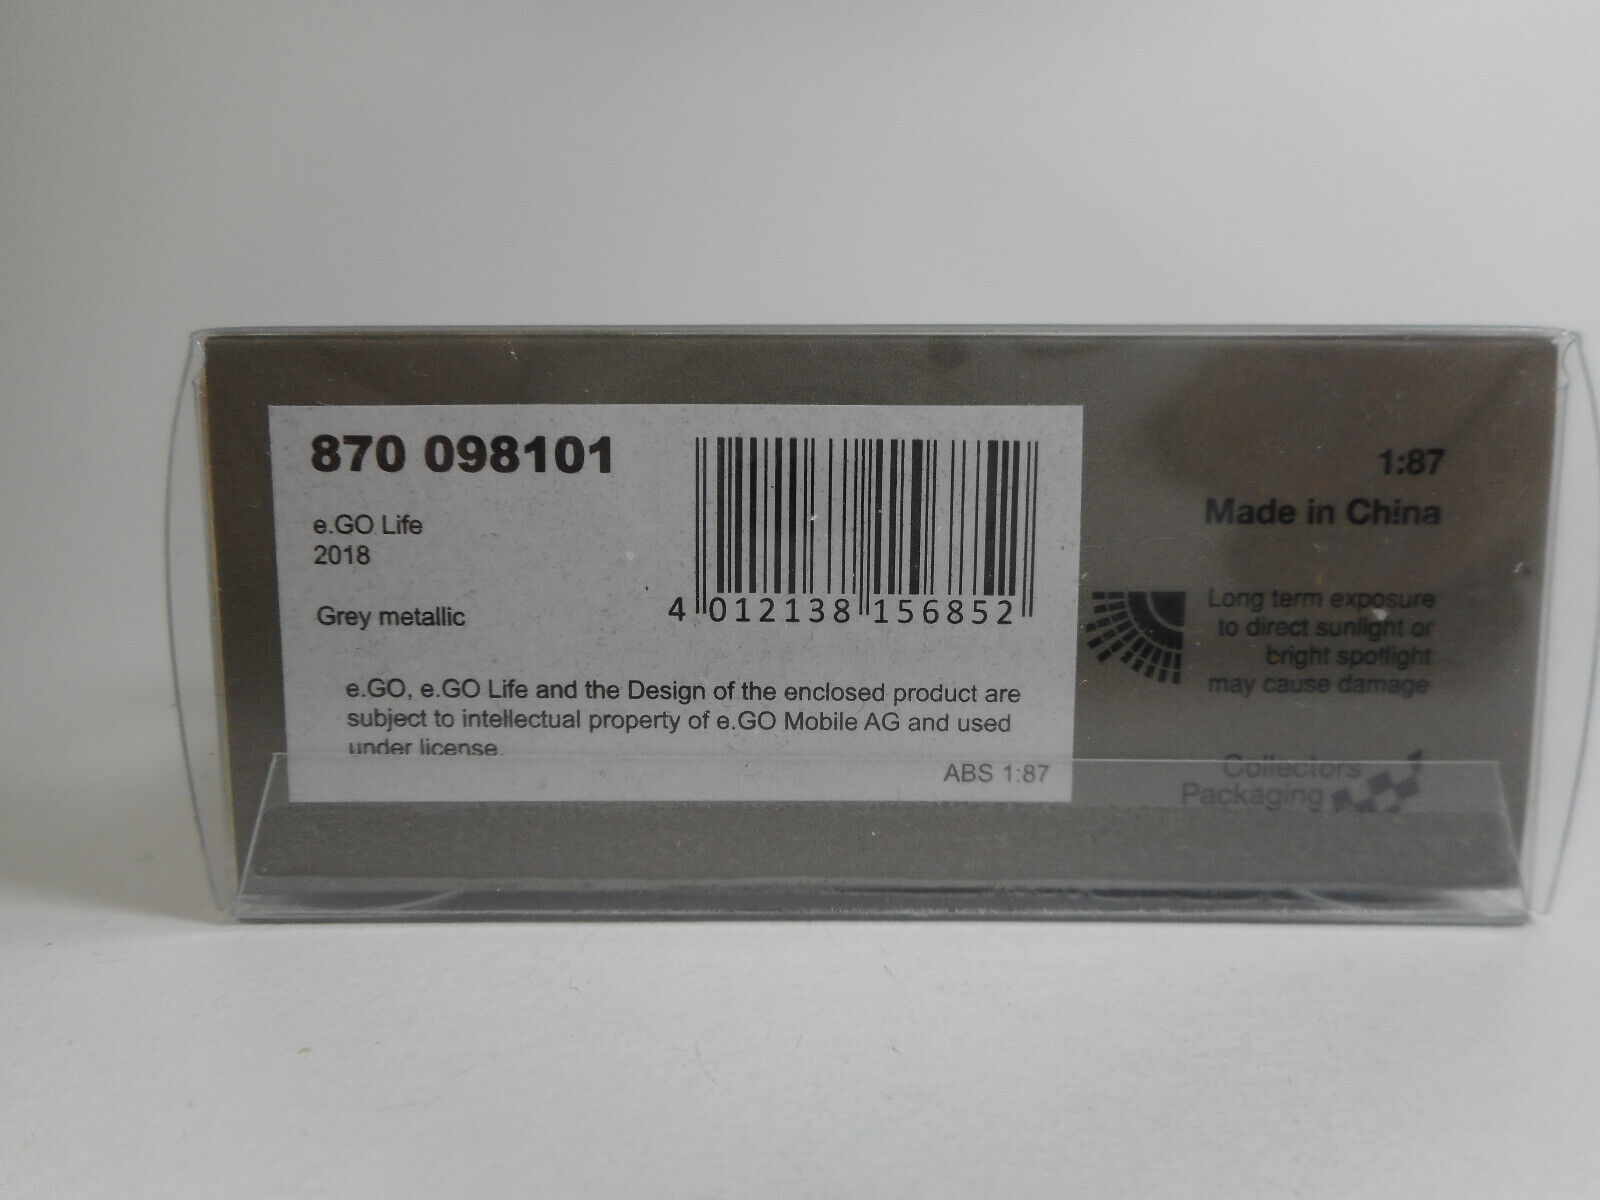 870 098101
e.GO Life
2018
Grey metallic
4 012138 156852
e.GO, e.GO Life and the Design of the enclosed product are
subject to intellectual property of e.GO Mobile AG and used
under license.
ABS 1:87
1:87
Made in China
Long term exposure
to direct sunlight or
bright spotlight
may cause damage
Collectors
Packaging